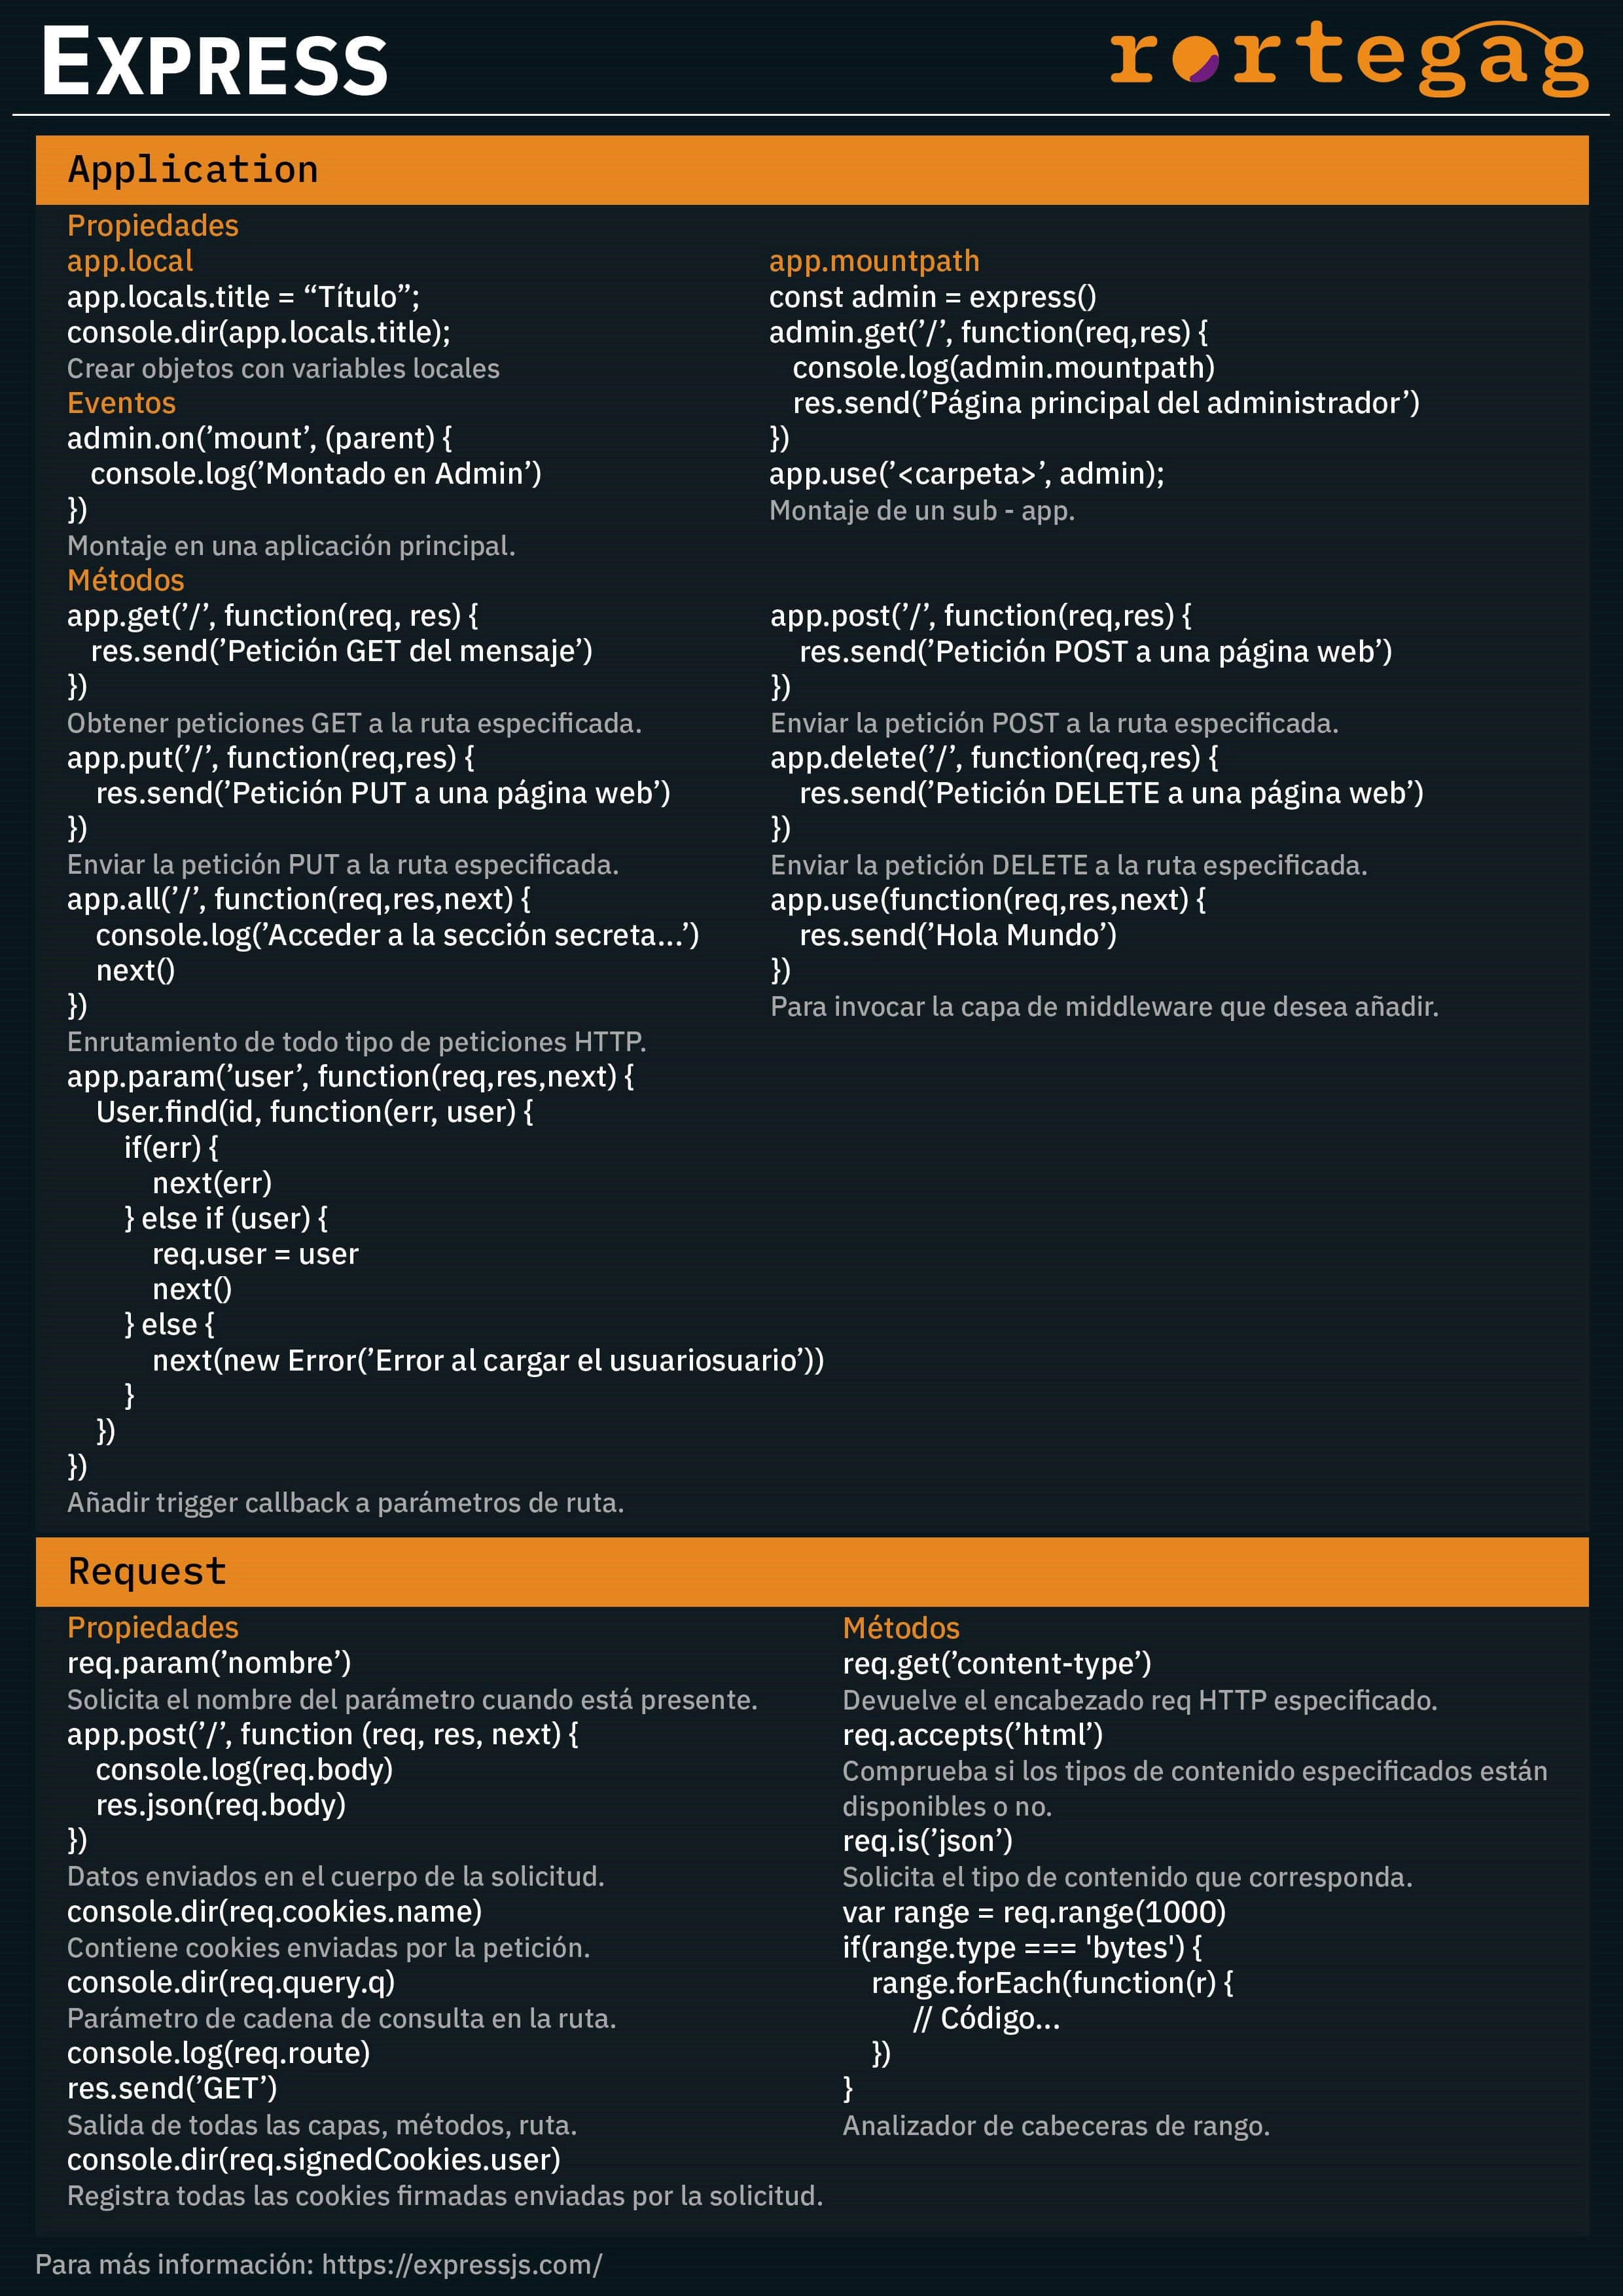 EXPRESS
rortegag
Application
Propiedades
app.local
app.locals.title = “Título”;
console.dir(app.locals.title);
Crear objetos con variables locales
Eventos
admin.on(’mount’, (parent) {
console.log(’Montado en Admin’)
})
Montaje en una aplicación principal.
app.mountpath
const admin = express()
admin.get(’/’, function(req,res) {
console.log(admin.mountpath)
res.send(’Página principal del administrador’)
})
app.use(’<carpeta>’, admin);
Montaje de un sub - app.
Métodos
app.get(’/’, function(req, res) {
res.send(’Petición GET del mensaje’)
})
Obtener peticiones GET a la ruta especificada.
app.put(’/’, function(req,res) {
res.send(’Petición PUT a una página web’)
})
Enviar la petición PUT a la ruta especificada.
app.all(’/’, function(req,res,next) {
console.log(’Acceder a la sección secreta...’)
next()
})
Enrutamiento de todo tipo de peticiones HTTP.
app.param(’user’, function(req,res,next) {
User.find(id, function(err, user) {
if(err) {
next(err)
} else if (user) {
req.user = user
next()
} else {
next(new Error(’Error al cargar el usuariosuario’))
}
})
})
Añadir trigger callback a parámetros de ruta.
app.post(’/’, function(req,res) {
res.send(’Petición POST a una página web’)
})
Enviar la petición POST a la ruta especificada.
app.delete(’/’, function(req,res) {
res.send(’Petición DELETE a una página web’)
})
Enviar la petición DELETE a la ruta especificada.
app.use(function(req,res,next) {
res.send(’Hola Mundo’)
})
Para invocar la capa de middleware que desea añadir.
Request
Propiedades
req.param(’nombre’)
Solicita el nombre del parámetro cuando está presente.
app.post(’/’, function (req, res, next) {
console.log(req.body)
res.json(req.body)
})
Datos enviados en el cuerpo de la solicitud.
console.dir(req.cookies.name)
Contiene cookies enviadas por la petición.
console.dir(req.query.q)
Parámetro de cadena de consulta en la ruta.
console.log(req.route)
res.send(’GET’)
Salida de todas las capas, métodos, ruta.
console.dir(req.signedCookies.user)
Registra todas las cookies firmadas enviadas por la solicitud.
Métodos
req.get(’content-type’)
Devuelve el encabezado req HTTP especificado.
req.accepts(’html’)
Comprueba si los tipos de contenido especificados están
disponibles o no.
req.is(’json’)
Solicita el tipo de contenido que corresponda.
var range = req.range(1000)
if(range.type === 'bytes') {
range.forEach(function(r) {
// Código...
})
}
Analizador de cabeceras de rango.
Para más información: https://expressjs.com/